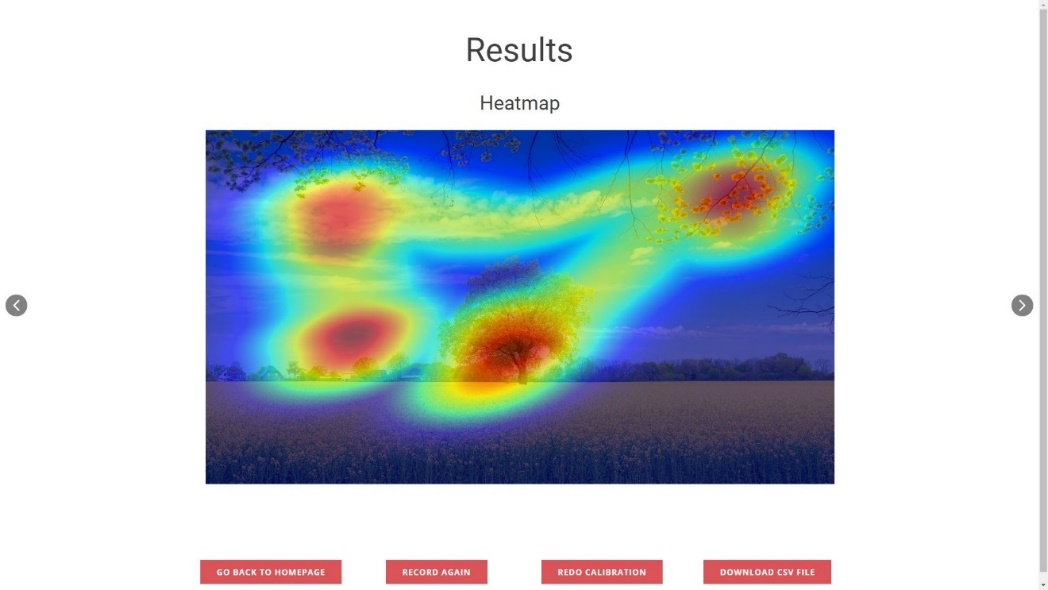 Results
Heatmap
GO BACK TO HOMEPAGE
RECORD AGAIN
REDO CALIBRATION
DOWNLOAD CSV FILE